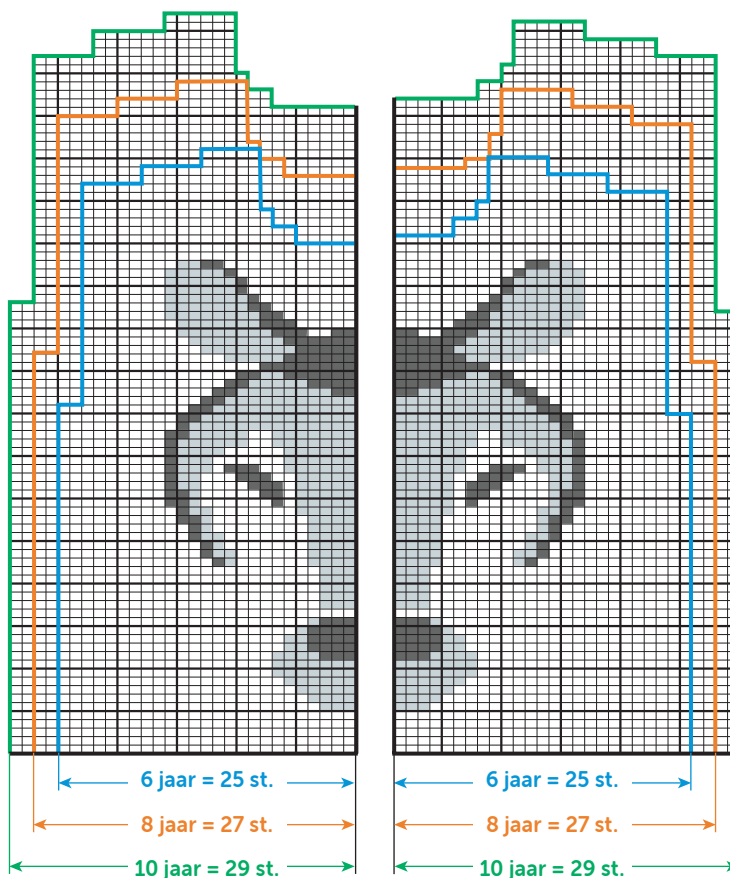 6 jaar = 25 st.
6 jaar = 25 st.
8 jaar = 27 st.
8 jaar = 27 st.
10 jaar = 29 st.
10 jaar = 29 st.